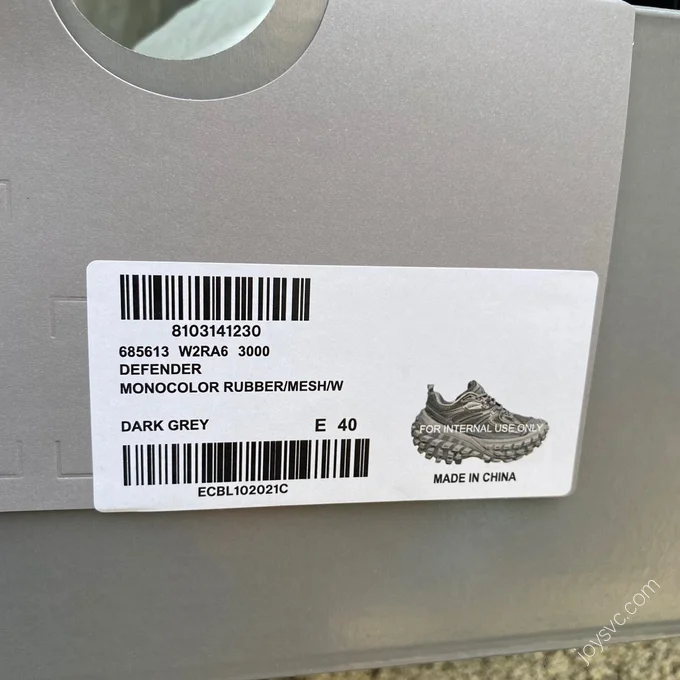 8103141230
685613 W2RA6 3000
DEFENDER
MONOCOLOR RUBBER/MESH/W
DARK GREY E 40
ECBL102021C
FOR INTERNAL USE ONLY
MADE IN CHINA
joysvc.com